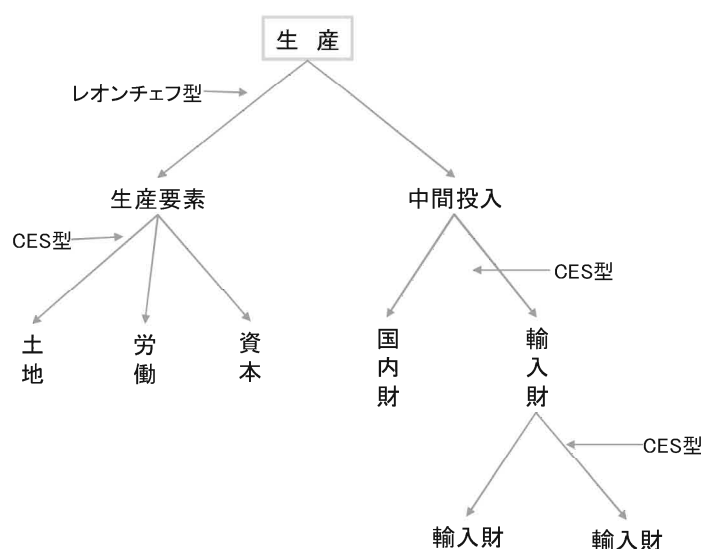 生 産
レオンチェフ型
生産要素
中間投入
CES型
CES型
土地
労働
資本
国内財
輸入財
CES型
輸入財
輸入財